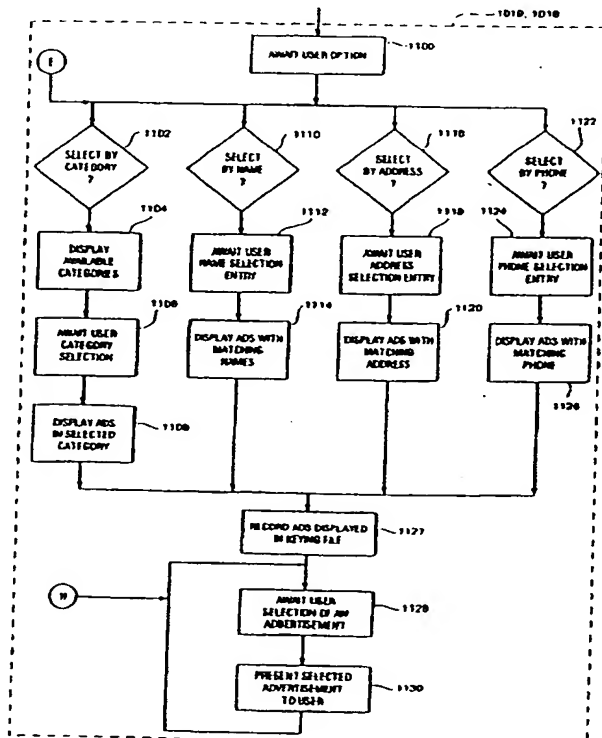 1019, 1018
AWAIT USER
OPTION
1100
1102
SELECT BY
CATEGORY
?
1110
SELECT
BY NAME
?
1116
SELECT
BY ADDRESS
?
1122
SELECT
BY PHONE
?
1104
DISPLAY
AVAILABLE
CATEGORIES
1112
AWAIT USER
NAME SELECTION
ENTRY
1118
AWAIT USER
ADDRESS
SELECTION ENTRY
1124
AWAIT USER
PHONE SELECTION
ENTRY
AWAIT USER
CATEGORY
SELECTION
1114
DISPLAY ADS WITH
MATCHING
NAMES
1120
DISPLAY ADS WITH
MATCHING
ADDRESS
DISPLAY ADS WITH
MATCHING
PHONE
1126
DISPLAY ADS
IN SELECTED
CATEGORY
1108
RECORD ADS DISPLAYED
IN KEYING FILE
1127
AWAIT USER
SELECTION OF AN
ADVERTISEMENT
1128
PRESENT SELECTED
ADVERTISEMENT
TO USER
1130